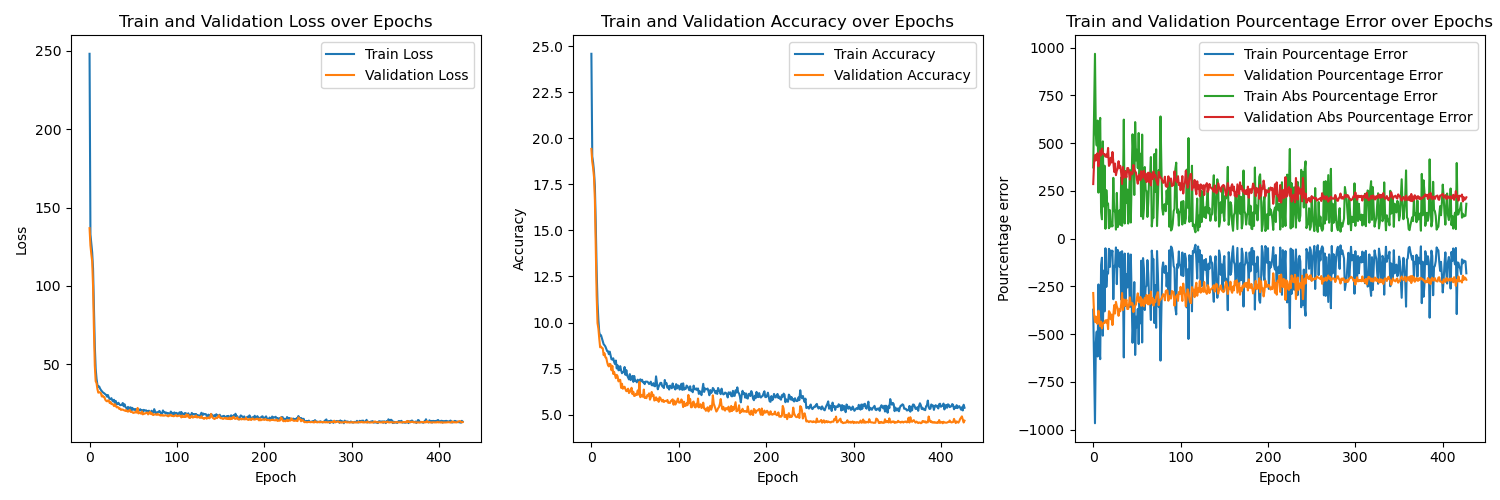 Train and Validation Loss over Epochs
Train Loss
Validation Loss
250
200
150
100
50
Loss
0
100
200
300
400
Epoch
Train and Validation Accuracy over Epochs
Train Accuracy
Validation Accuracy
25.0
22.5
20.0
17.5
15.0
12.5
10.0
7.5
5.0
Accuracy
0
100
200
300
400
Epoch
Train and Validation Pourcentage Error over Epochs
Train Pourcentage Error
Validation Pourcentage Error
Train Abs Pourcentage Error
Validation Abs Pourcentage Error
1000
750
500
250
0
−250
−500
−750
−1000
Pourcentage error
0
100
200
300
400
Epoch